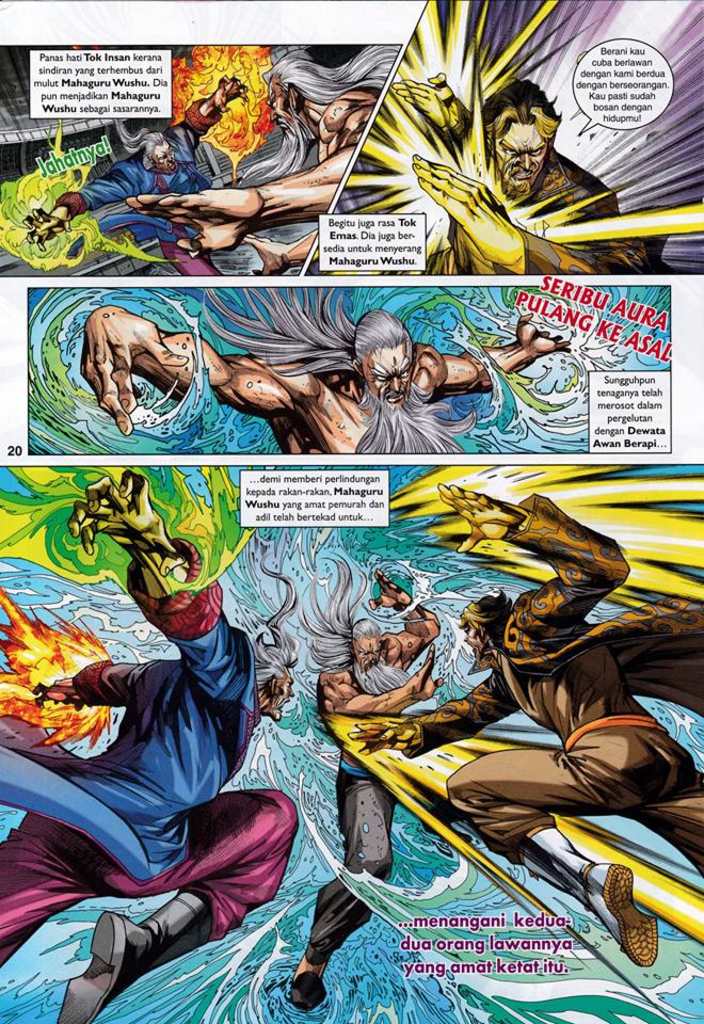 Panas hati Tok Insan kerana
sindiran yang terhembus dari
mulut Mahaguru Wushu. Dia
pun menjadikan Mahaguru
Wushu sebagai sasarannya.
Jahatnya!
Berani kau
cuba berlawan
dengan kami berdua
dengan berseorangan.
Kau pasti sudah
bosan dengan
hidupmu!
Begitu juga rasa Tok
Emas. Dia juga ber-
sedia untuk menyerang
Mahaguru Wushu.
SERIBU AURA
PULANG KE ASAL
Sungguhpun
tenaganya telah
merosot dalam
pergelutan
dengan Dewata
Awan Berapi...
20
...demi memberi perlindungan
kepada rakan-rakan, Mahaguru
Wushu yang amat pemurah dan
adil telah bertekad untuk...
...menangani kedua-
dua orang lawannya
yang amat ketat itu.